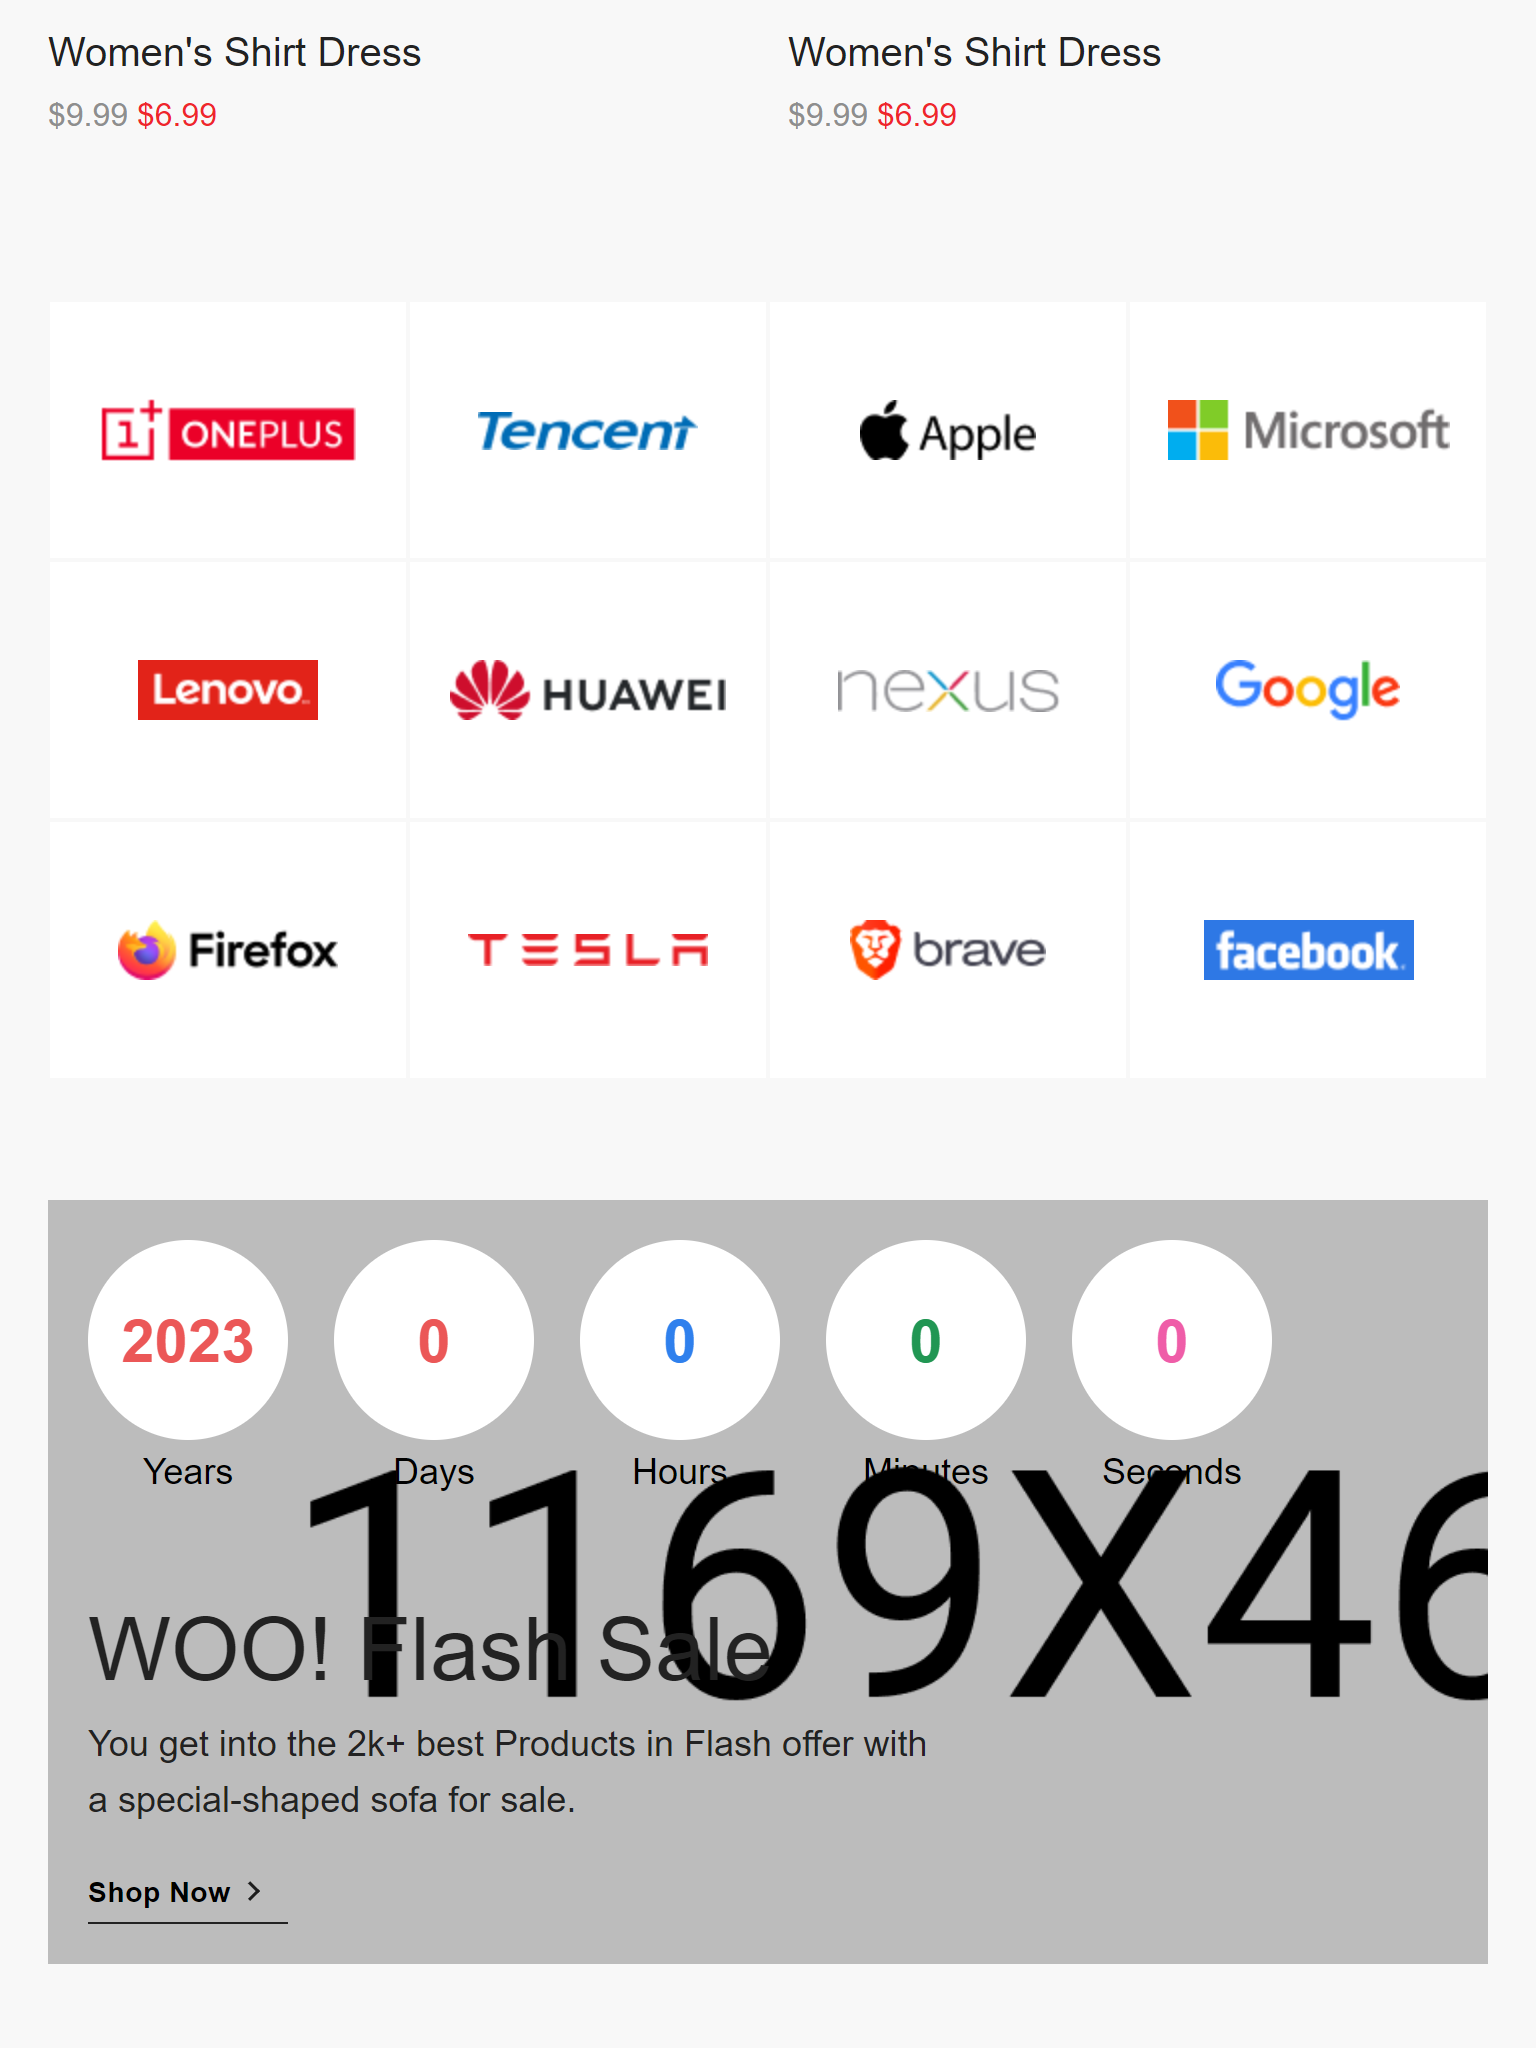 Women's Shirt Dress Women's Shirt Dress
$9.99 $6.99 $9.99 $6.99
1+ ONEPLUS Tencent Apple Microsoft
Lenovo HUAWEI nexus Google
Firefox TESLA brave facebook
2023 0 0 0 0
Years Days Hours Minutes Seconds
1169X46
WOO! Flash Sale
You get into the 2k+ best Products in Flash offer with
a special-shaped sofa for sale.
Shop Now